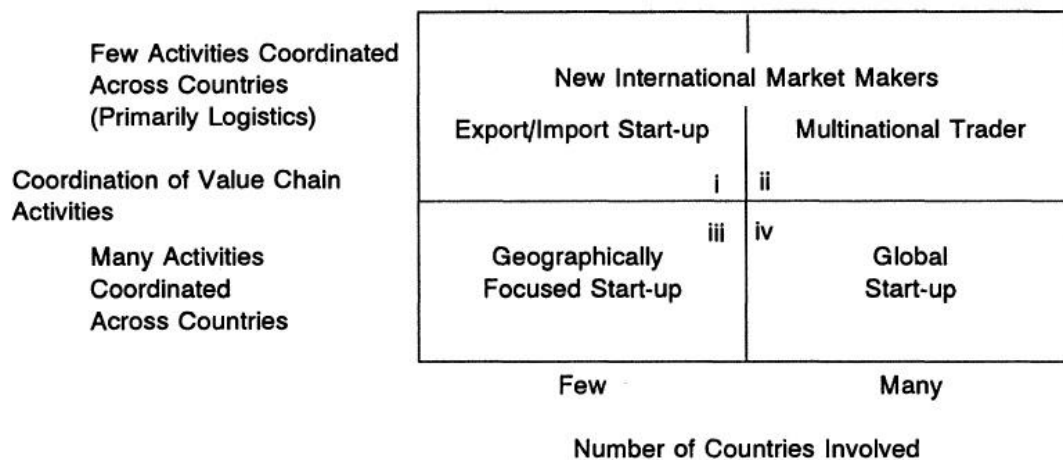 Few Activities Coordinated
Across Countries
(Primarily Logistics)
New International Market Makers
Export/Import Start-up
Multinational Trader
i
ii
Coordination of Value Chain
Activities
iii
iv
Many Activities
Coordinated
Across Countries
Geographically
Focused Start-up
Global
Start-up
Few
Many
Number of Countries Involved